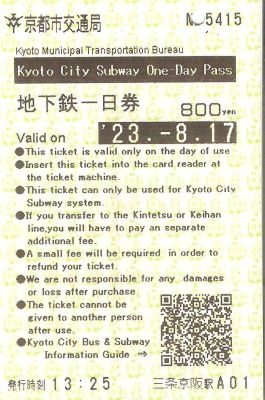 京都市交通局 No 5415
Kyoto Municipal Transportation Bureau
Kyoto City Subway One-Day Pass
地下鉄一日券 800yen
Valid on '23.-8.17
●This ticket is valid only on the day of use
●Insert this ticket into the card reader at
the ticket machine.
●This ticket can only be used for Kyoto City
Subway system.
●If you transfer to the Kintetsu or Keihan
line,you will have to pay an separate
additional fee.
●A small fee will be required in order to
refund your ticket.
●We are not responsible for any damages
or loss after purchase.
●The ticket cannot be
given to another person
after use.
●Kyoto City Bus & Subway
Information Guide ⇒
発行時刻 13:25 三条京阪駅 A01